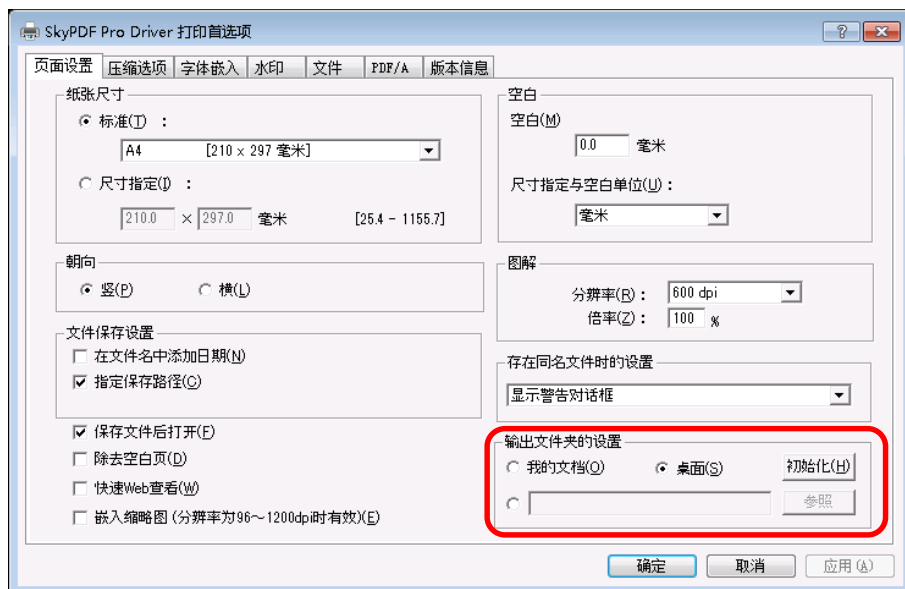 SkyPDF Pro Driver 打印首选项
页面设置 压缩选项 字体嵌入 水印 文件 PDF/A 版本信息
纸张尺寸
标准(T) :
A4 [210 x 297 毫米]
尺寸指定(I) :
210.0 × 297.0 毫米 [25.4 - 1155.7]
朝向
竖(P) 横(L)
文件保存设置
在文件名中添加日期(N)
指定保存路径(C)
保存文件后打开(F)
除去空白页(D)
快速Web查看(W)
嵌入缩略图 (分辨率为96～1200dpi时有效)(E)
空白
空白(M)
0.0 毫米
尺寸指定与空白单位(U) :
毫米
图解
分辨率(R) : 600 dpi
倍率(Z) : 100 %
存在同名文件时的设置
显示警告对话框
输出文件夹的设置
我的文档(O) 桌面(S) 初始化(H)
参照
确定 取消 应用(A)